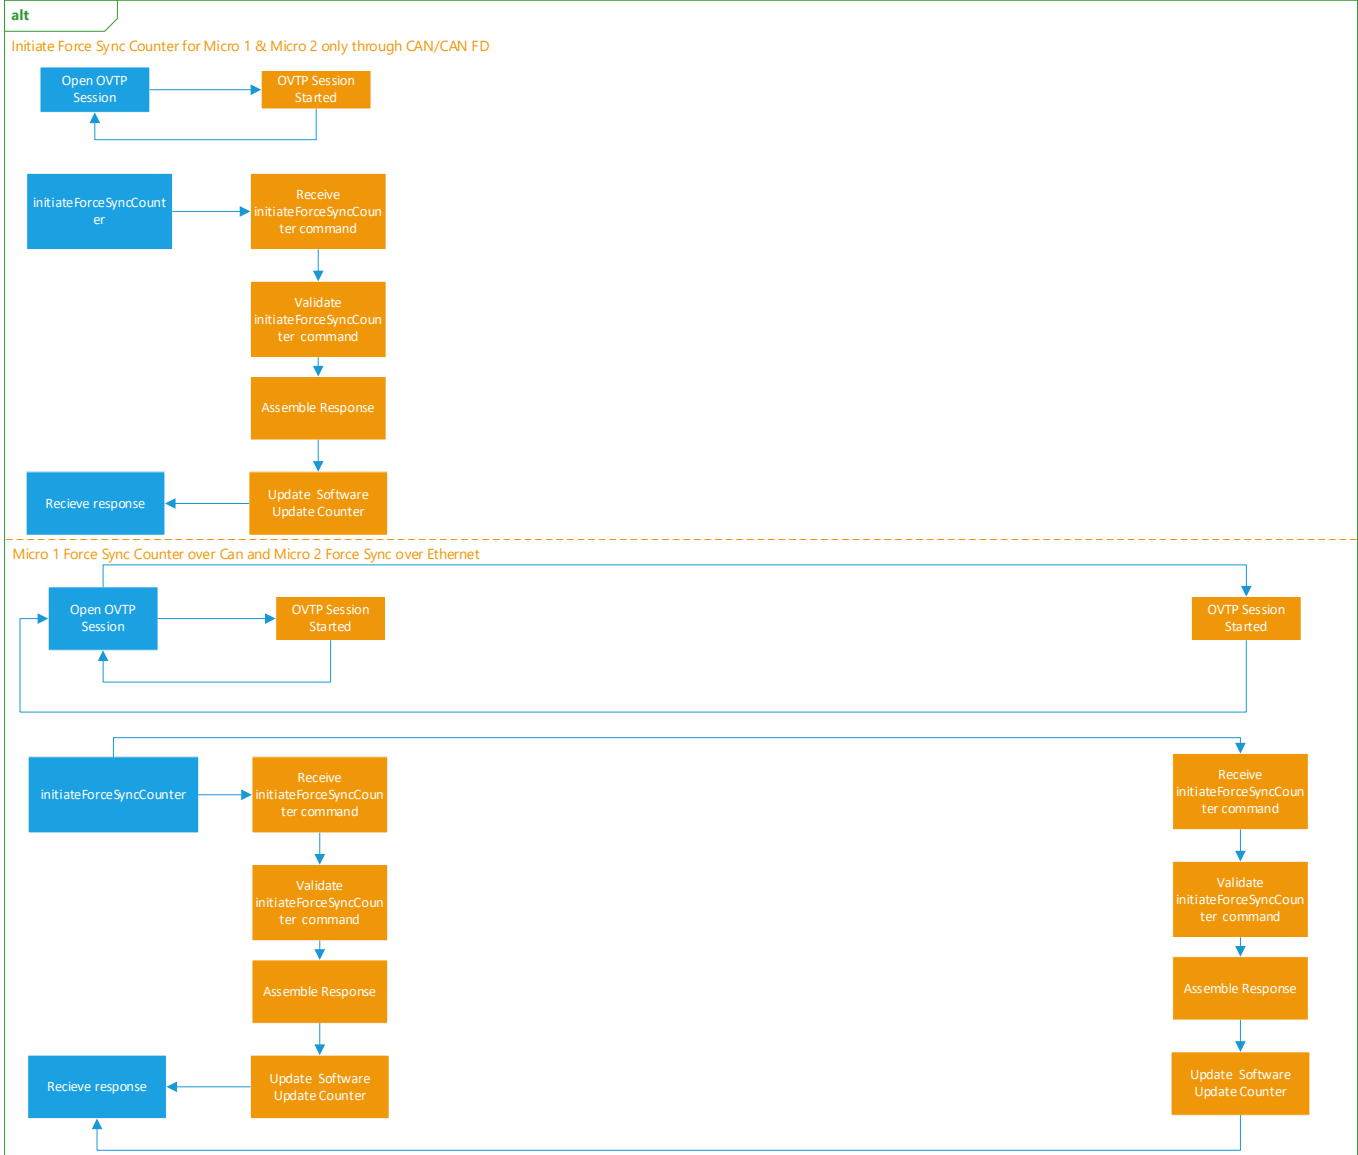 alt
Initiate Force Sync Counter for Micro 1 & Micro 2 only through CAN/CAN FD
Open OVTP
Session
OVTP Session
Started
initiateForceSyncCount
er
Receive
initiateForceSyncCoun
ter command
Validate
initiateForceSyncCoun
ter command
Assemble Response
Recieve response
Update Software
Update Counter
Micro 1 Force Sync Counter over Can and Micro 2 Force Sync over Ethernet
Open OVTP
Session
OVTP Session
Started
OVTP Session
Started
initiateForceSyncCounter
Receive
initiateForceSyncCoun
ter command
Receive
initiateForceSyncCoun
ter command
Validate
initiateForceSyncCoun
ter command
Validate
initiateForceSyncCoun
ter command
Assemble Response
Assemble Response
Recieve response
Update Software
Update Counter
Update Software
Update Counter